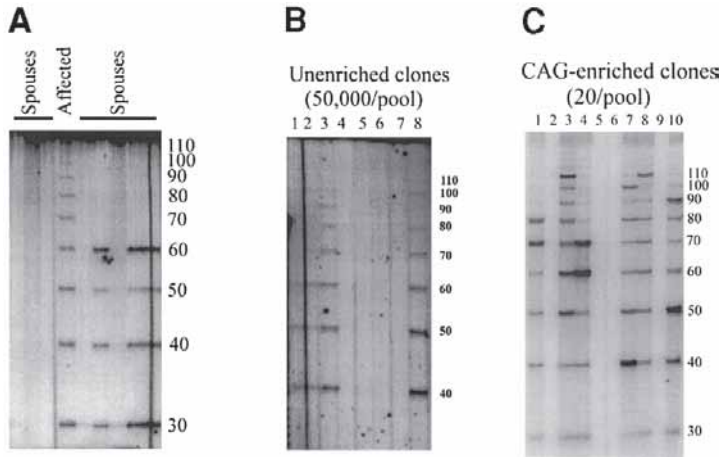 A
Spouses
Affected
Spouses
110
100
90
80
70
60
50
40
30
B
Unenriched clones
(50,000/pool)
1 2 3 4 5 6 7 8
110
100
90
80
70
60
50
40
C
CAG-enriched clones
(20/pool)
1 2 3 4 5 6 7 8 9 10
110
100
90
80
70
60
50
40
30